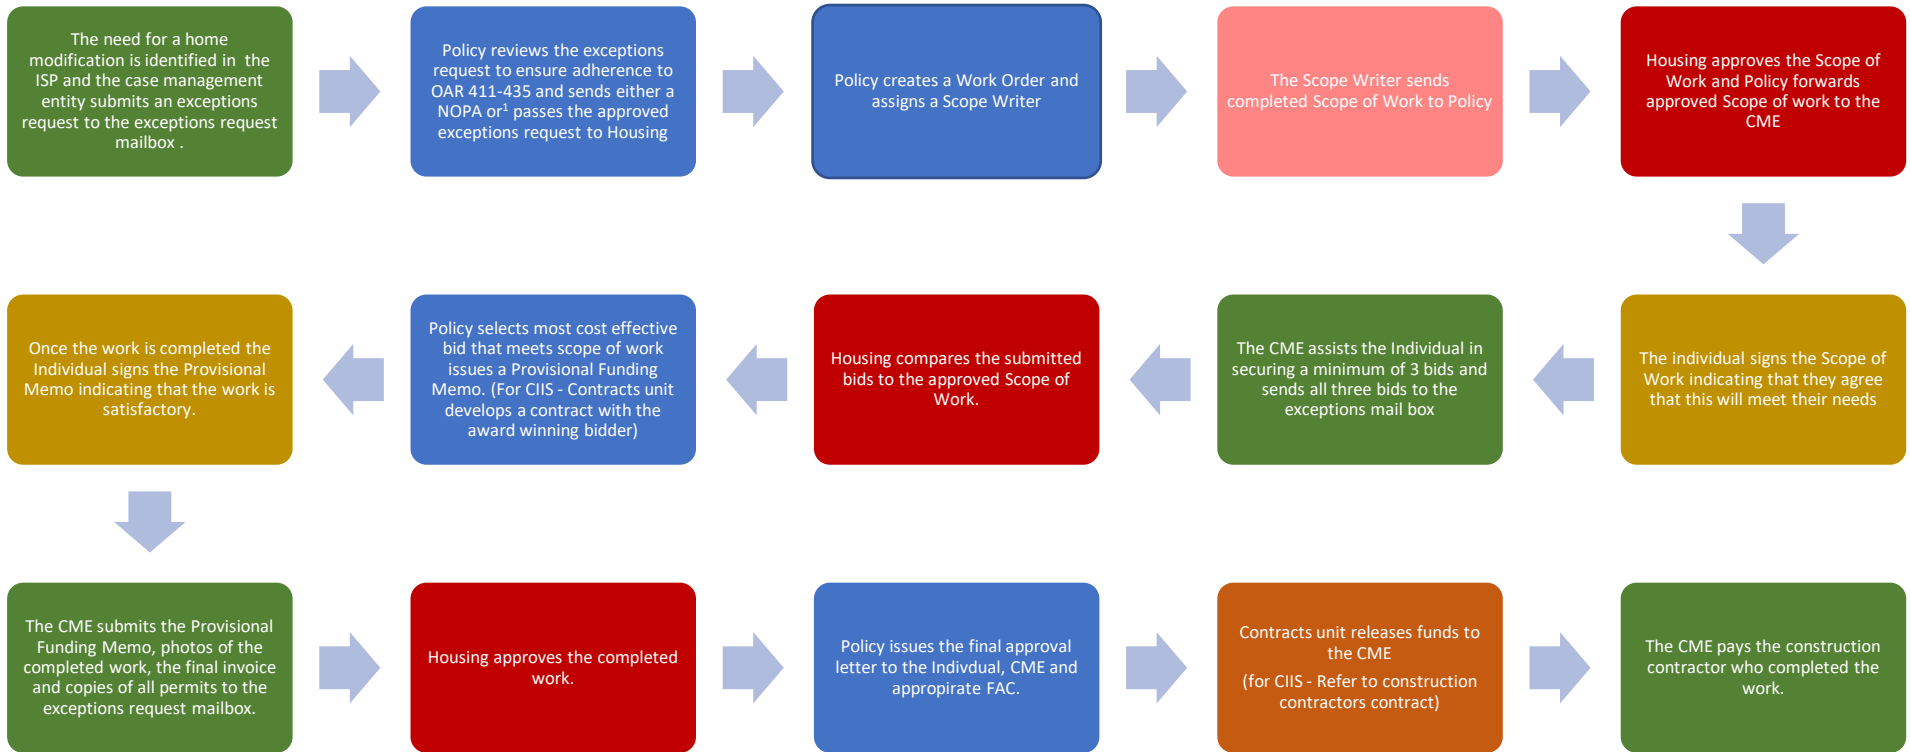 The need for a home
modification is identified in the
ISP and the case management
entity submits an exceptions
request to the exceptions request
mailbox .
Policy reviews the exceptions
request to ensure adherence to
OAR 411-435 and sends either a
NOPA or¹ passes the approved
exceptions request to Housing
Policy creates a Work Order and
assigns a Scope Writer
The Scope Writer sends
completed Scope of Work to Policy
Housing approves the Scope of
Work and Policy forwards
approved Scope of work to the
CME
The individual signs the Scope of
Work indicating that they agree
that this will meet their needs
The CME assists the Individual in
securing a minimum of 3 bids and
sends all three bids to the
exceptions mail box
Housing compares the submitted
bids to the approved Scope of
Work.
Policy selects most cost effective
bid that meets scope of work
issues a Provisional Funding
Memo. (For CIIS - Contracts unit
develops a contract with the
award winning bidder)
Once the work is completed the
Individual signs the Provisional
Memo indicating that the work is
satisfactory.
The CME submits the Provisional
Funding Memo, photos of the
completed work, the final invoice
and copies of all permits to the
exceptions request mailbox.
Housing approves the completed
work.
Policy issues the final approval
letter to the Indivdual, CME and
appropirate FAC.
Contracts unit releases funds to
the CME
(for CIIS - Refer to construction
contractors contract)
The CME pays the construction
contractor who completed the
work.